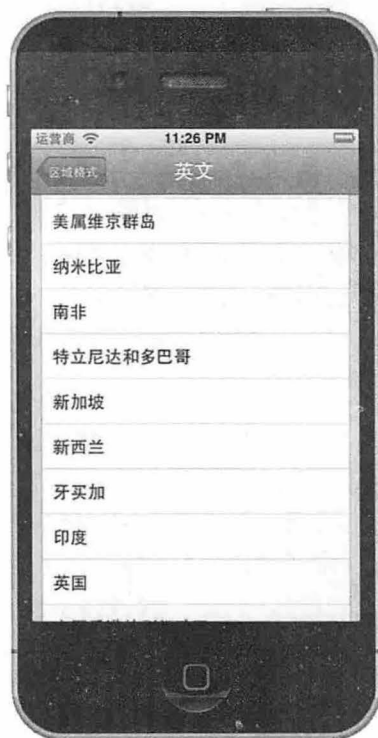 运营商 11:26 PM
区域格式 英文
美属维京群岛
纳米比亚
南非
特立尼达和多巴哥
新加坡
新西兰
牙买加
印度
英国